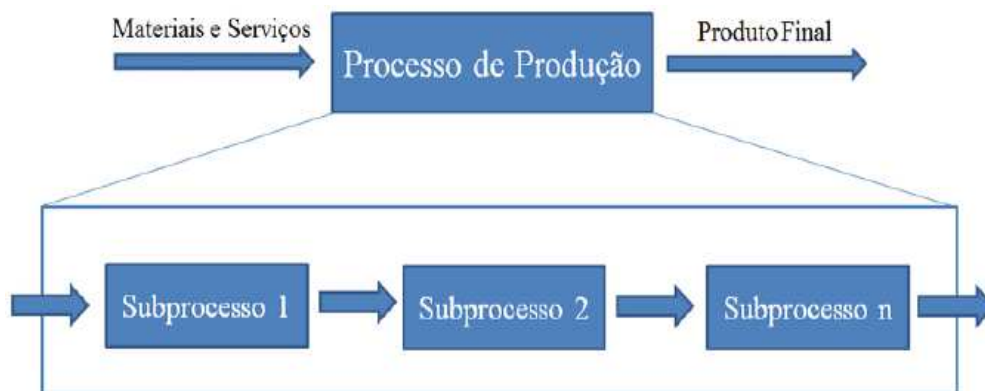 Materiais e Serviços
Processo de Produção
Produto Final
Subprocesso 1
Subprocesso 2
Subprocesso n